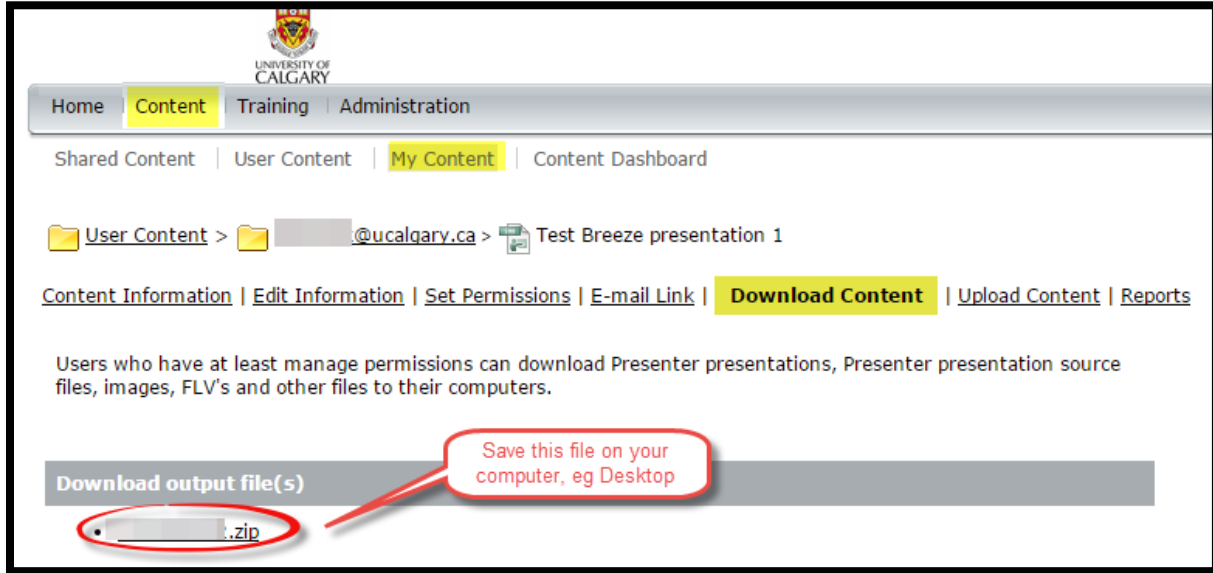 UNIVERSITY OF
CALGARY
Home | Content | Training | Administration
Shared Content | User Content | My Content | Content Dashboard
User Content > @ucalgary.ca > Test Breeze presentation 1
Content Information | Edit Information | Set Permissions | E-mail Link | Download Content | Upload Content | Reports
Users who have at least manage permissions can download Presenter presentations, Presenter presentation source
files, images, FLV's and other files to their computers.
Save this file on your
computer, eg Desktop
Download output file(s)
• .zip